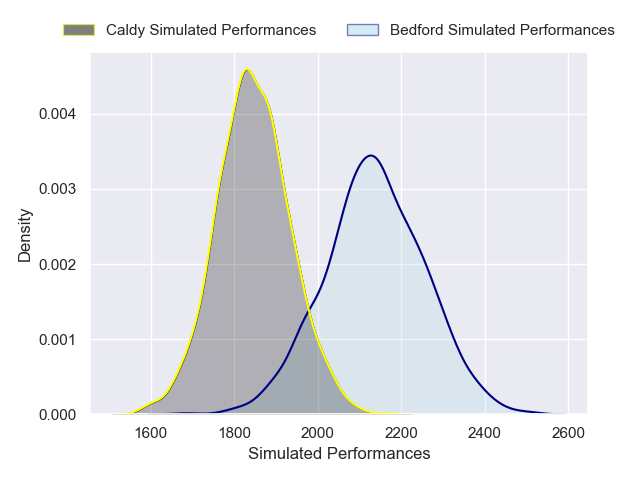 Caldy Simulated Performances
Bedford Simulated Performances
Density
0.004
0.003
0.002
0.001
0.000
1600 1800 2000 2200 2400 2600
Simulated Performances